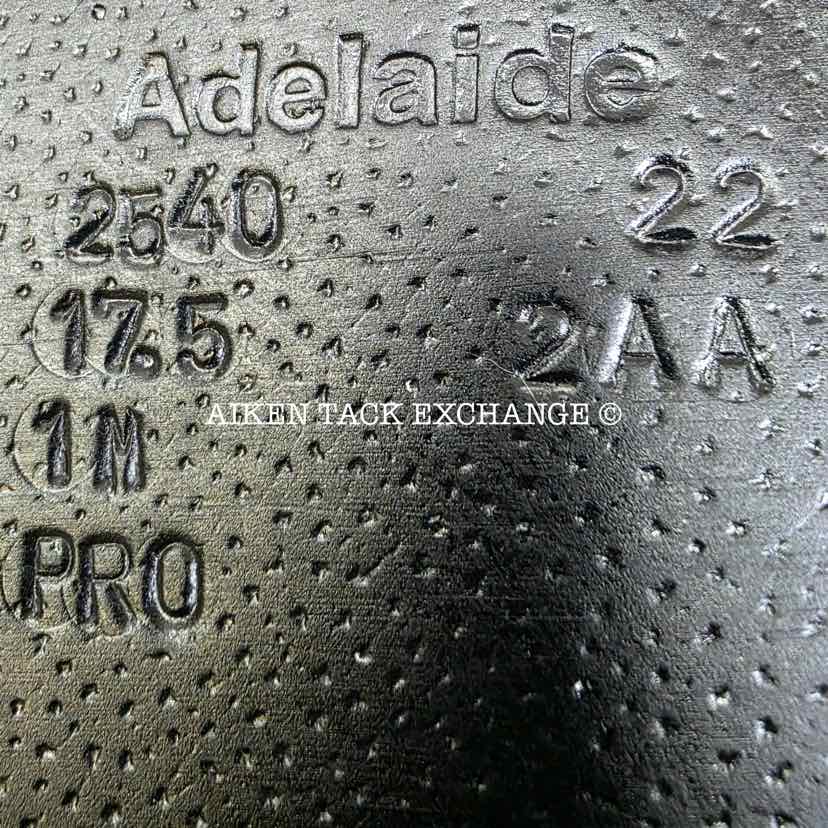 Adelaide
2540 22
17.5 2AA
1M
AIKEN TACK EXCHANGE ©
PRO